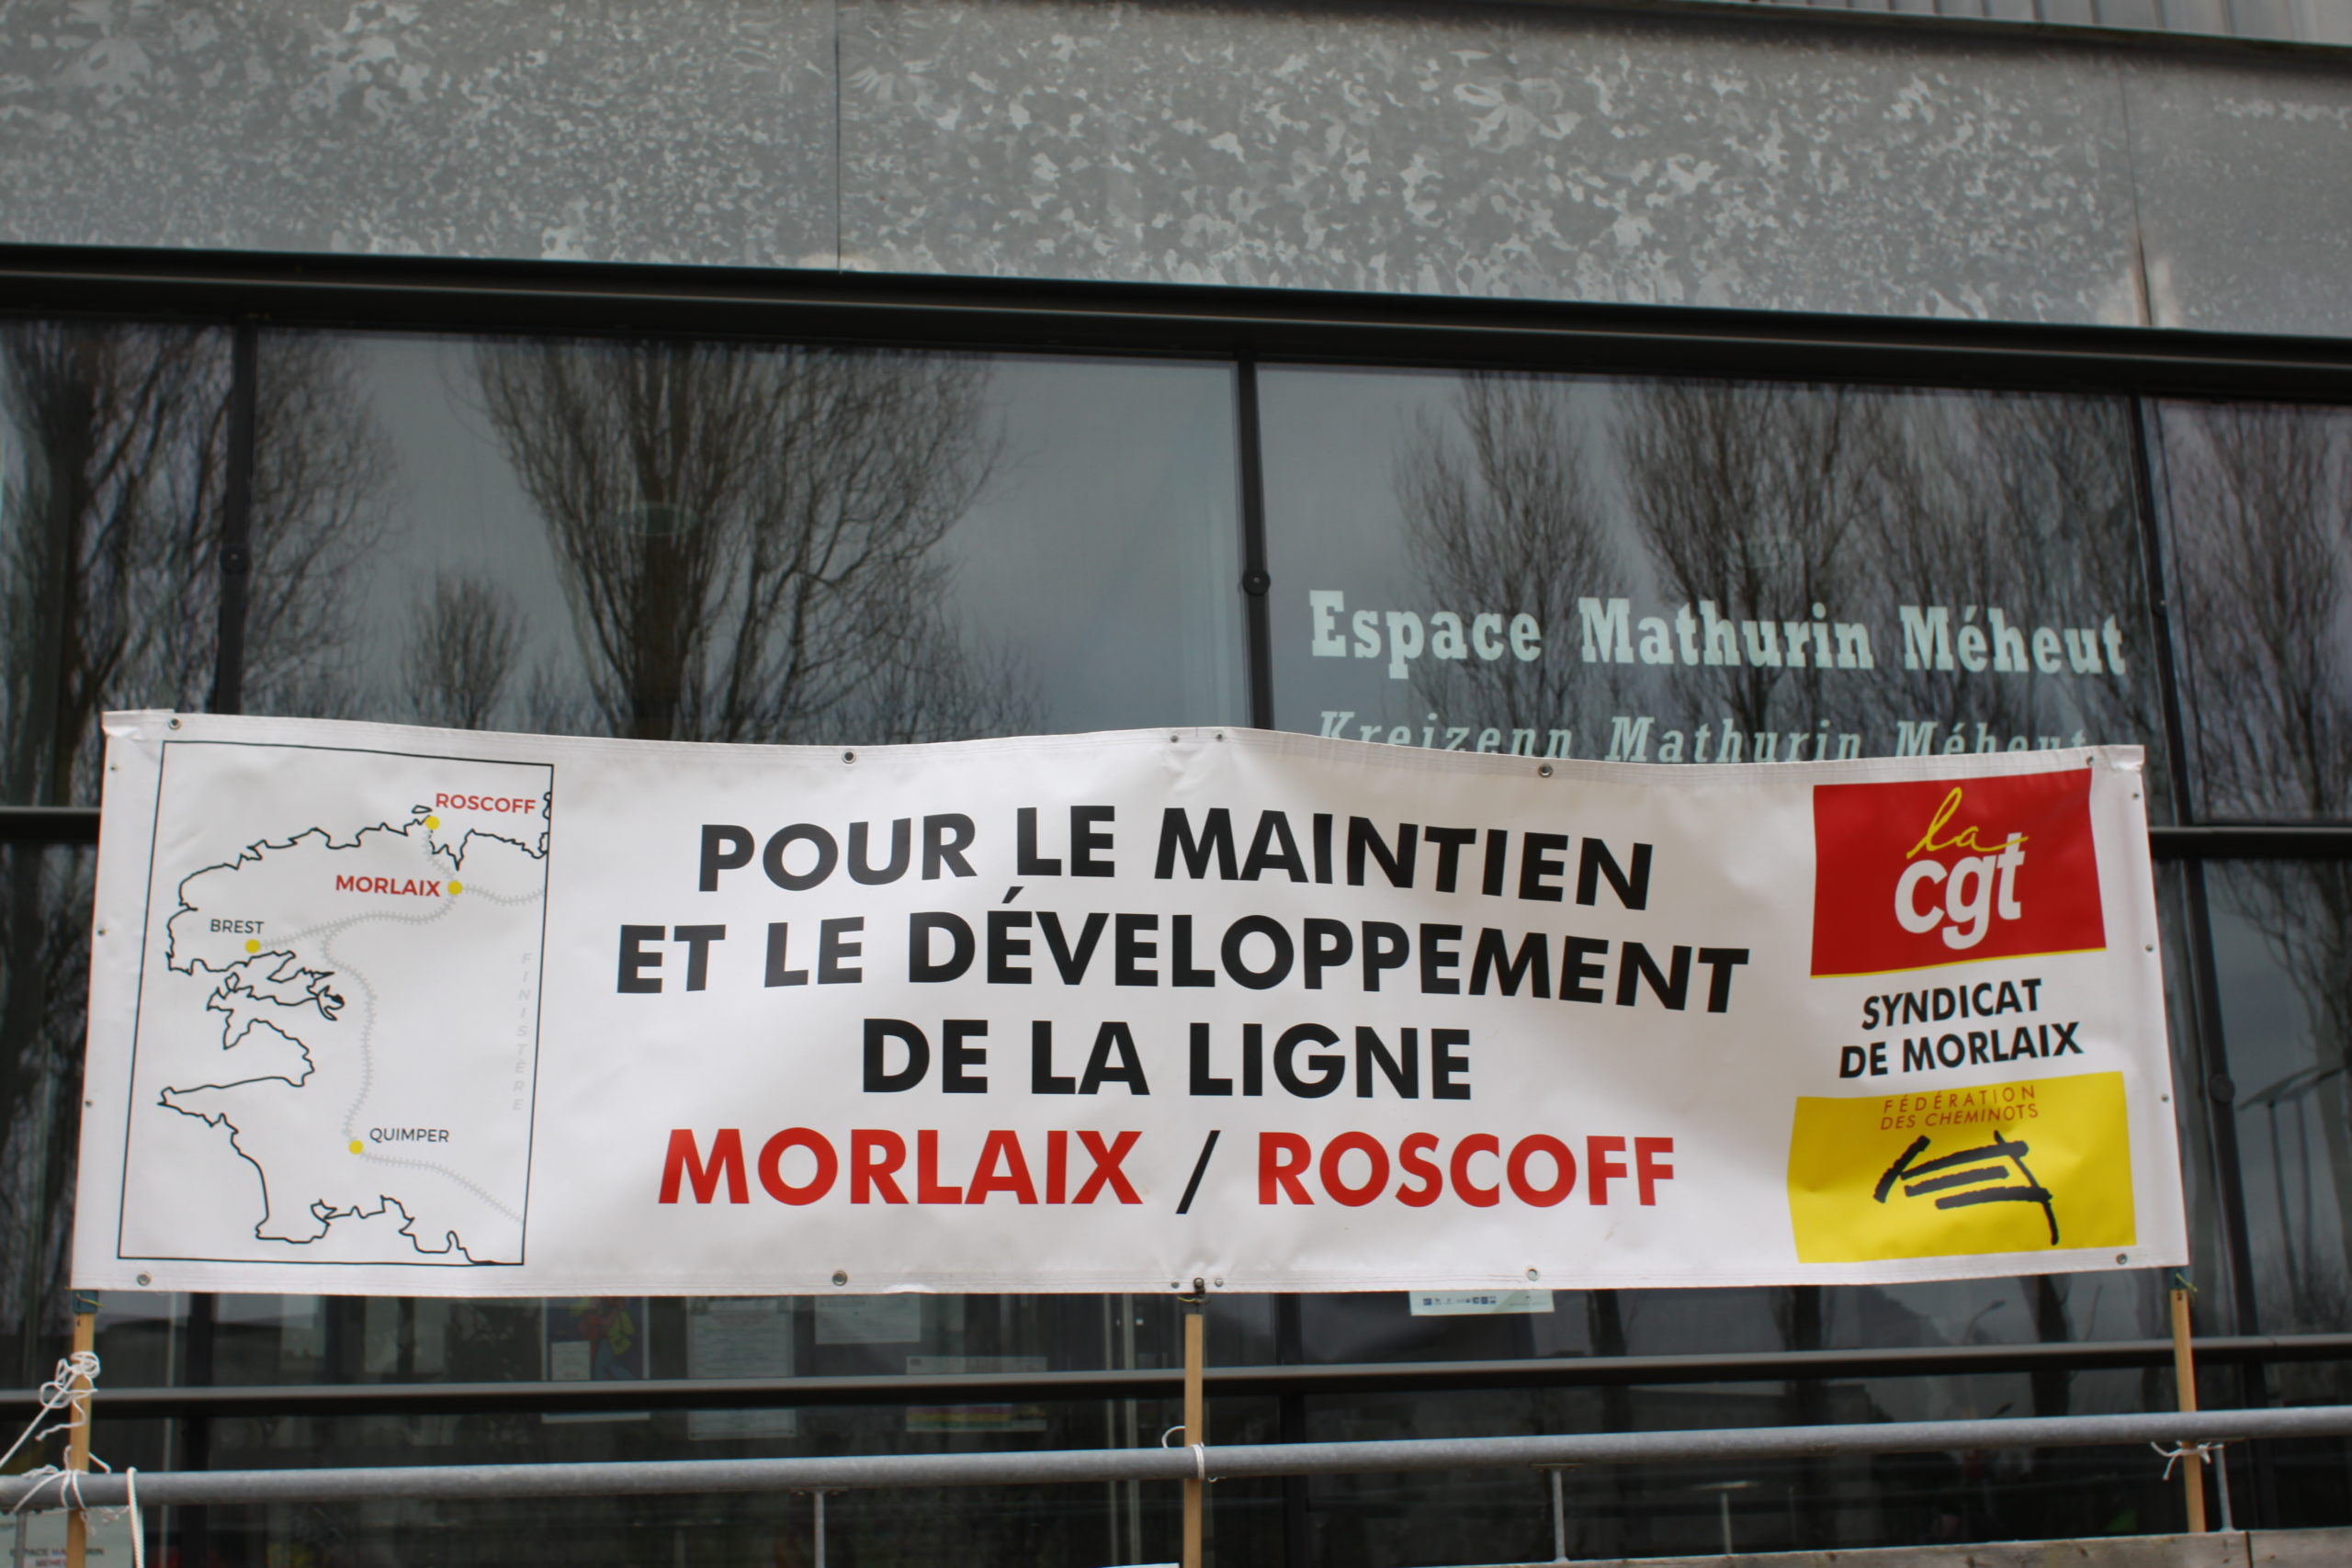 Espace Mathurin Méheut
Kreizenn Mathurin Méheut
ROSCOFF
MORLAIX
BREST
FINISTERE
QUIMPER
POUR LE MAINTIEN
ET LE DÉVELOPPEMENT
DE LA LIGNE
MORLAIX / ROSCOFF
la
cgt
SYNDICAT
DE MORLAIX
FÉDÉRATION
DES CHEMINOTS